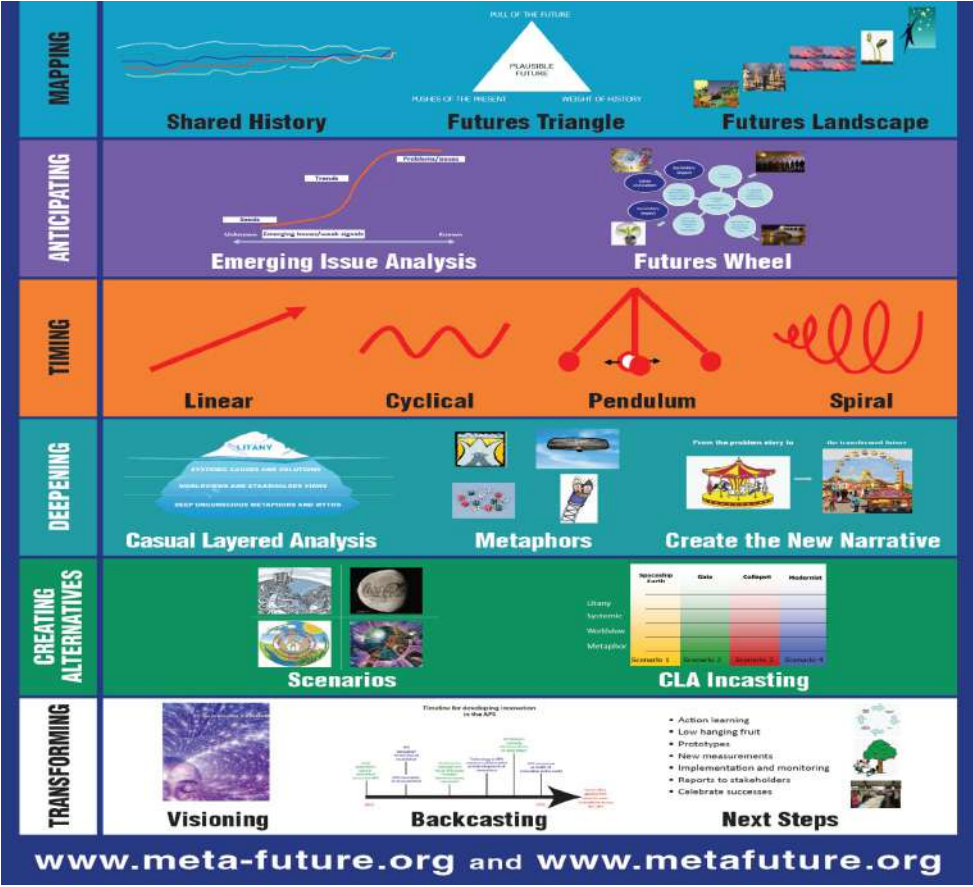 MAPPING
PULL OF THE FUTURE
PLAUSIBLE
FUTURE
PUSHES OF THE PRESENT
WEIGHT OF HISTORY
Shared History
Futures Triangle
Futures Landscape
ANTICIPATING
Problems/issues
Trends
Seeds
Unknown
Emerging issues/weak signals
Known
Emerging Issue Analysis
Futures Wheel
TIMING
Linear
Cyclical
Pendulum
Spiral
DEEPENING
LITANY
SYSTEMIC CAUSES AND SOLUTIONS
WORLDVIEWS AND STAKEHOLDER VIEWS
DEEP UNCONSCIOUS METAPHORS AND MYTHS
From the problem story to
the transformed future
Casual Layered Analysis
Metaphors
Create the New Narrative
CREATING
ALTERNATIVES
Spaceship
Earth
Gaia
Collapse
Modernist
Litany
Systemic
Worldview
Metaphor
Scenario 1
Scenario 2
Scenario 3
Scenario 4
Scenarios
CLA Incasting
TRANSFORMING
Timeline for developing innovation
in the APS
• Action learning
• Low hanging fruit
• Prototypes
• New measurements
• Implementation and monitoring
• Reports to stakeholders
• Celebrate successes
Visioning
Backcasting
Next Steps
www.meta-future.org and www.metafuture.org